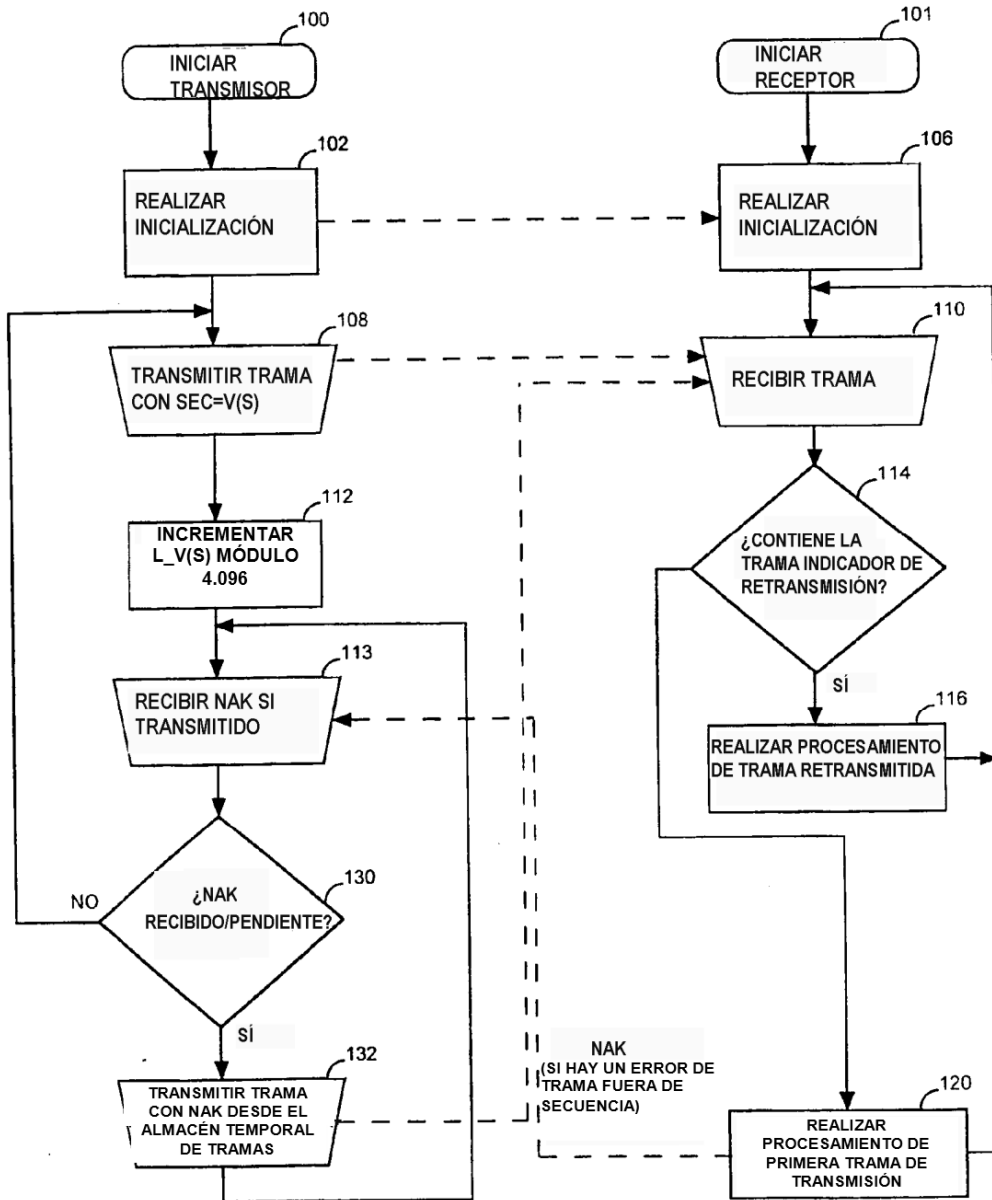 100
INICIAR
TRANSMISOR
102
REALIZAR
INICIALIZACIÓN
108
TRANSMITIR TRAMA
CON SEC=V(S)
112
INCREMENTAR
L_V(S) MÓDULO
4.096
113
RECIBIR NAK SI
TRANSMITIDO
130
¿NAK
RECIBIDO/PENDIENTE?
NO
SÍ
132
TRANSMITIR TRAMA
CON NAK DESDE EL
ALMACÉN TEMPORAL
DE TRAMAS
101
INICIAR
RECEPTOR
106
REALIZAR
INICIALIZACIÓN
110
RECIBIR TRAMA
114
¿CONTIENE LA
TRAMA INDICADOR DE
RETRANSMISIÓN?
SÍ
116
REALIZAR PROCESAMIENTO
DE TRAMA RETRANSMITIDA
NAK
(SI HAY UN ERROR DE
TRAMA FUERA DE
SECUENCIA)
120
REALIZAR
PROCESAMIENTO DE
PRIMERA TRAMA DE
TRANSMISIÓN